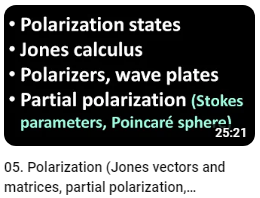 • Polarization states
• Jones calculus
• Polarizers, wave plates
• Partial polarization (Stokes
parameters, Poincaré sphere)
25:21
05. Polarization (Jones vectors and
matrices, partial polarization,...